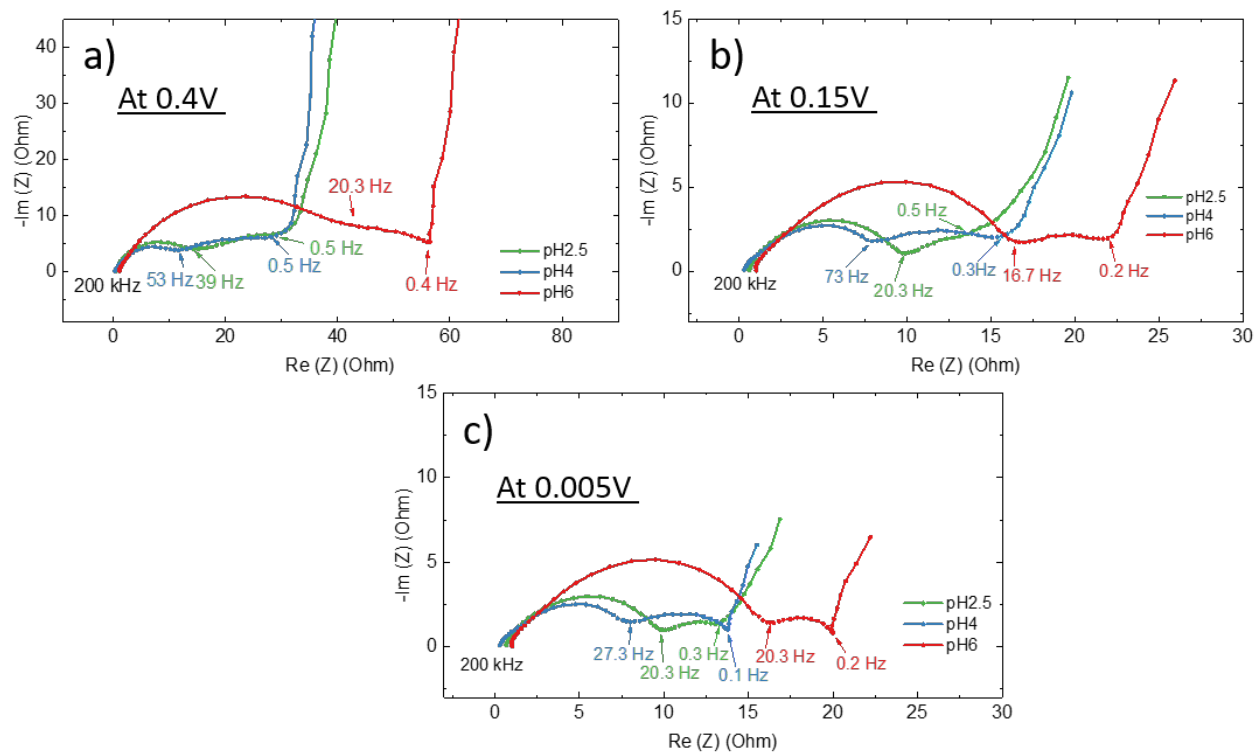 a)
At 0.4V
-Im (Z) (Ohm)
40
30
20
10
0
20.3 Hz
0.5 Hz
0.5 Hz
53 Hz
39 Hz
200 kHz
0.4 Hz
pH2.5
pH4
pH6
0
20
40
60
80
Re (Z) (Ohm)
b)
At 0.15V
-Im (Z) (Ohm)
15
10
5
0
0.5 Hz
73 Hz
20.3 Hz
0.3Hz
16.7 Hz
0.2 Hz
200 kHz
pH2.5
pH4
pH6
0
5
10
15
20
25
30
Re (Z) (Ohm)
c)
At 0.005V
-Im (Z) (Ohm)
15
10
5
0
200 kHz
27.3 Hz
20.3 Hz
0.3 Hz
0.1 Hz
20.3 Hz
0.2 Hz
pH2.5
pH4
pH6
0
5
10
15
20
25
30
Re (Z) (Ohm)